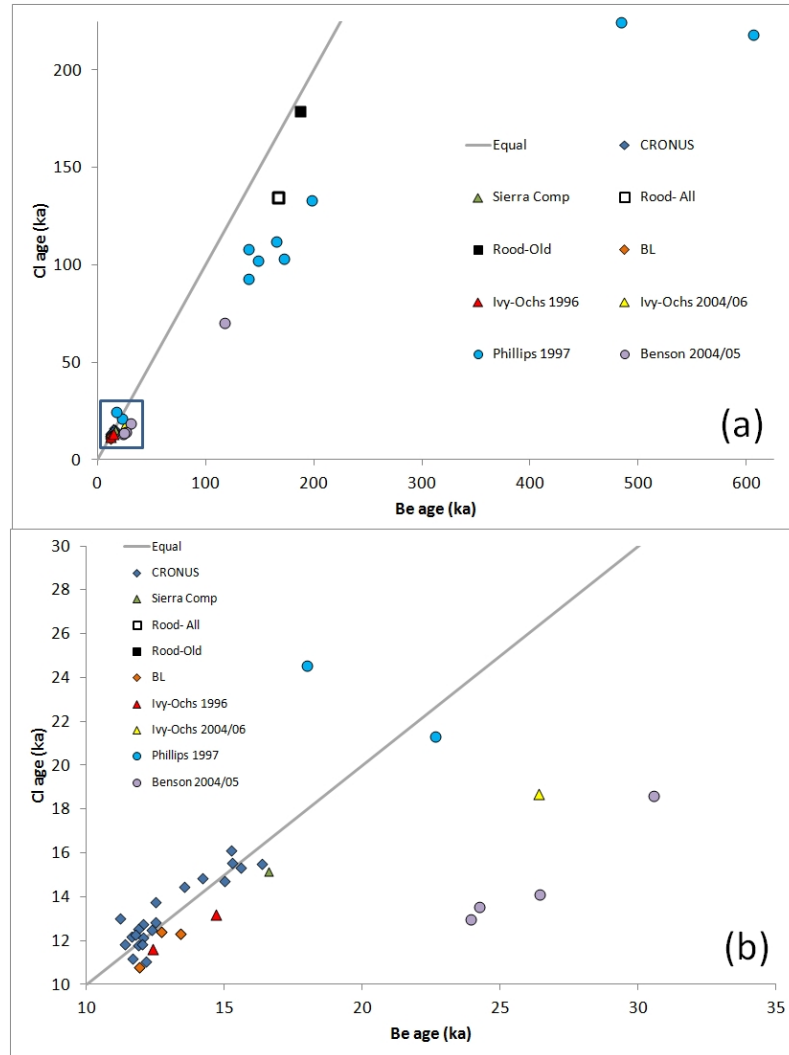 200
150
100
50
0
0 100 200 300 400 500 600
Cl age (ka)
Be age (ka)
Equal CRONUS
Sierra Comp Rood- All
Rood-Old BL
Ivy-Ochs 1996 Ivy-Ochs 2004/06
Phillips 1997 Benson 2004/05
(a)
30
28
26
24
22
20
18
16
14
12
10
10 15 20 25 30 35
Cl age (ka)
Be age (ka)
Equal
CRONUS
Sierra Comp
Rood- All
Rood-Old
BL
Ivy-Ochs 1996
Ivy-Ochs 2004/06
Phillips 1997
Benson 2004/05
(b)